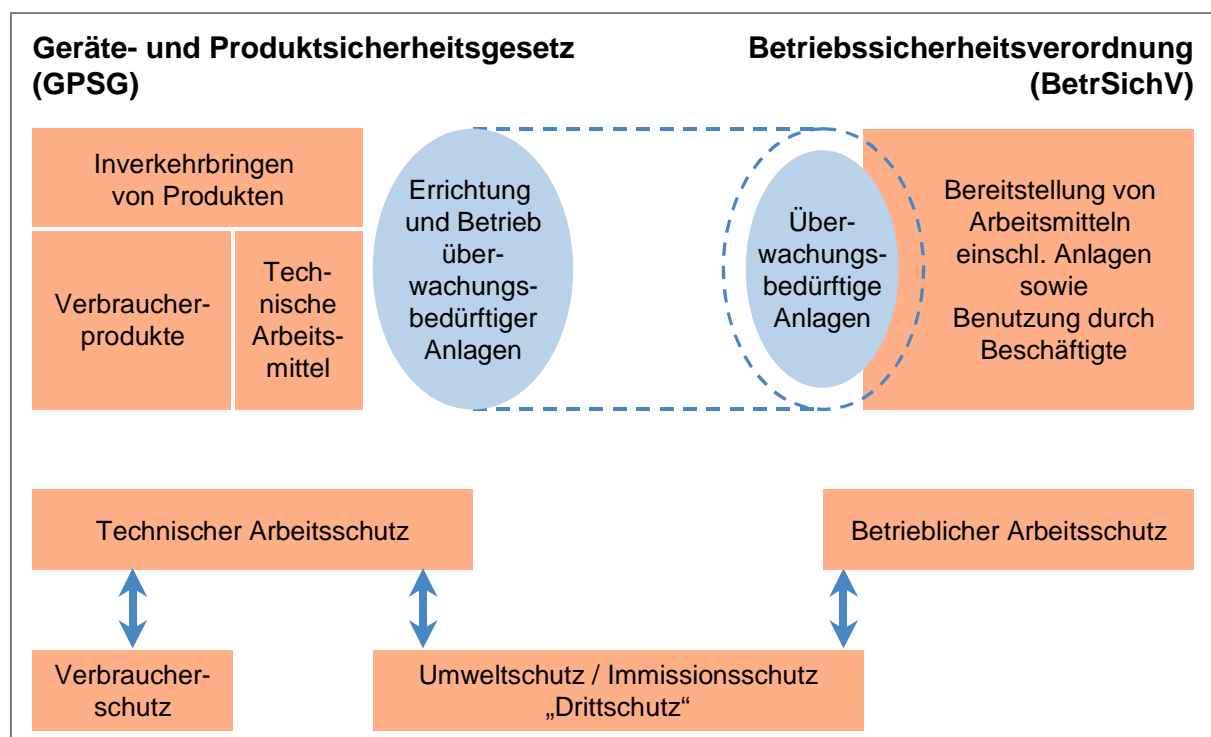 Geräte- und Produktsicherheitsgesetz
(GPSG)
Betriebssicherheitsverordnung
(BetrSichV)
Inverkehrbringen
von Produkten
Verbraucher-
produkte
Tech-
nische
Arbeits-
mittel
Errichtung
und Betrieb
über-
wachungs-
bedürftiger
Anlagen
Über-
wachungs-
bedürftige
Anlagen
Bereitstellung von
Arbeitsmitteln
einschl. Anlagen
sowie
Benutzung durch
Beschäftigte
Technischer Arbeitsschutz
Betrieblicher Arbeitsschutz
Verbraucher-
schutz
Umweltschutz / Immissionsschutz
„Drittschutz“